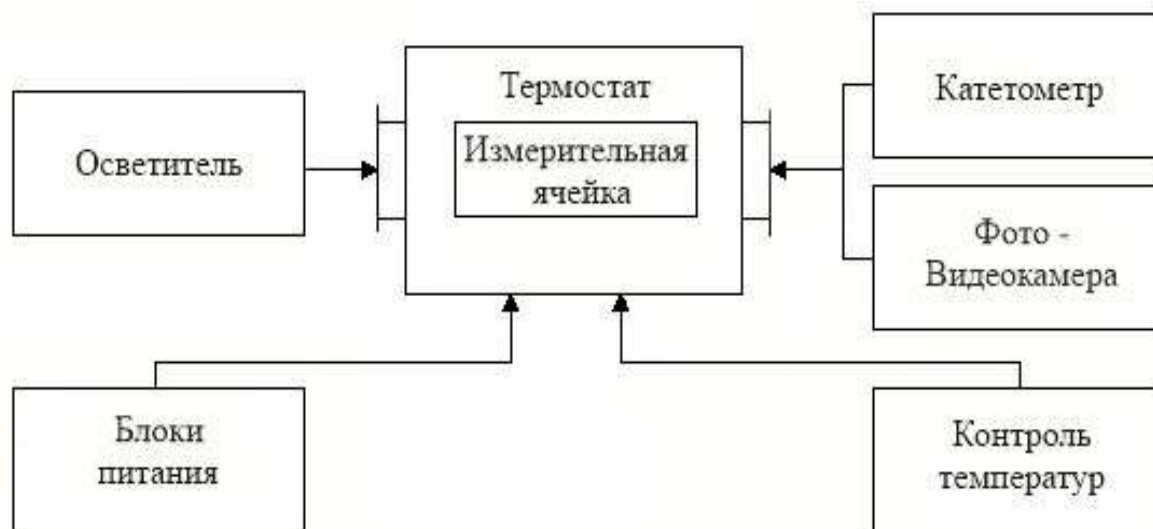 Термостат
Измерительная
ячейка
Осветитель
Катетометр
Фото -
Видеокамера
Блоки
питания
Контроль
температур